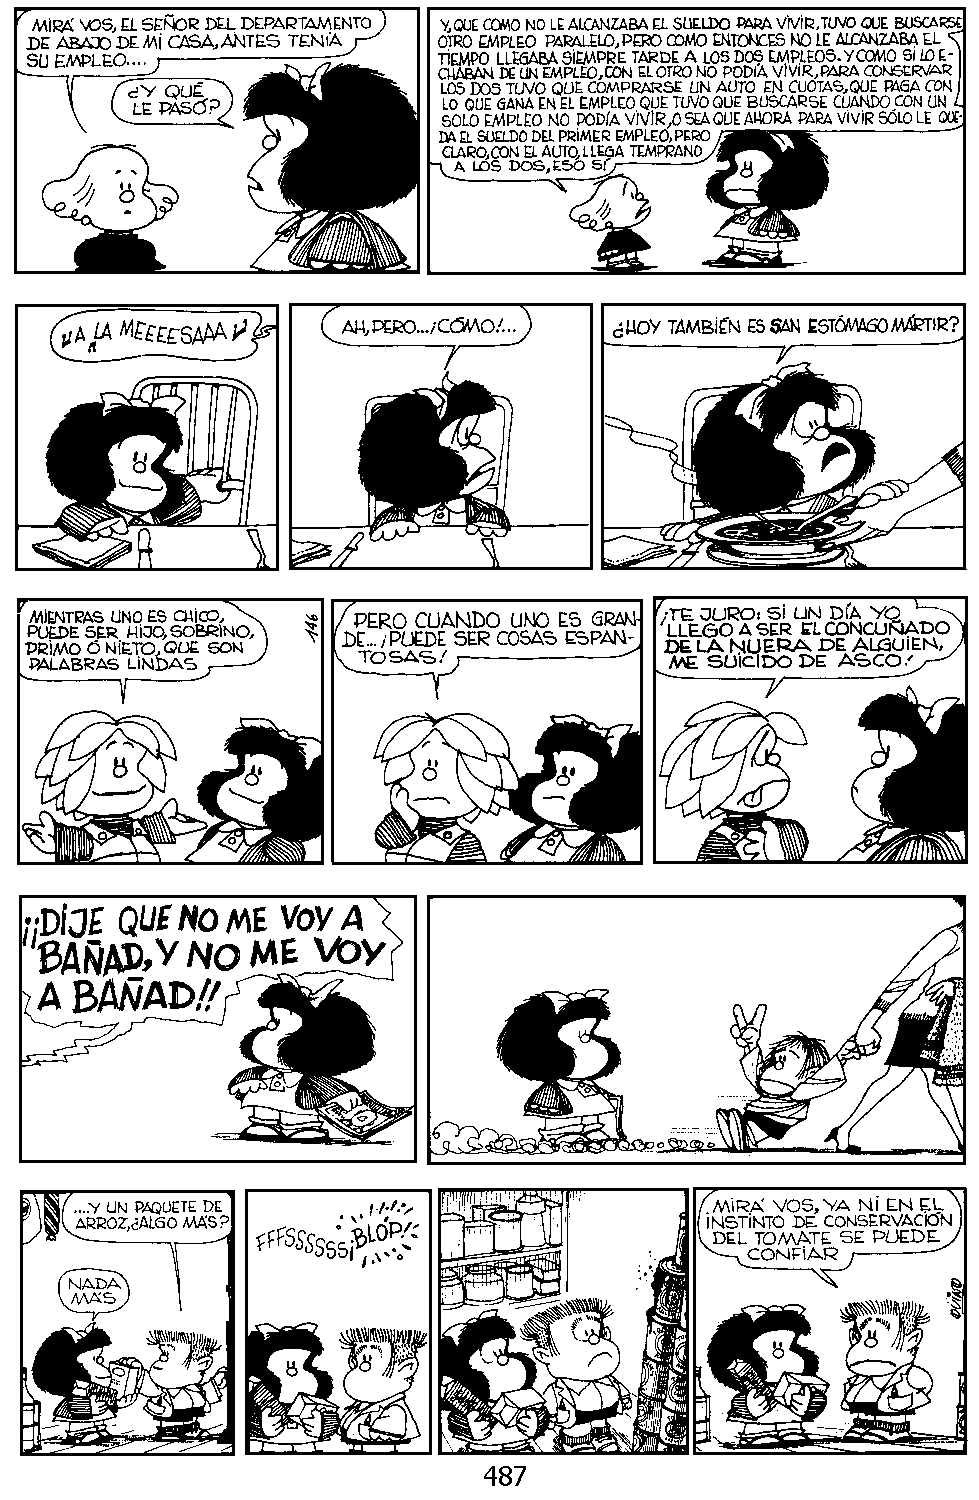 MIRÁ VOS, EL SEÑOR DEL DEPARTAMENTO
DE ABAJO DE MI CASA, ANTES TENÍA
SU EMPLEO....
¿Y QUÉ
LE PASÓ?
Y, QUE COMO NO LE ALCANZABA EL SUELDO PARA VIVIR, TUVO QUE BUSCARSE
OTRO EMPLEO PARALELO, PERO COMO ENTONCES NO LE ALCANZABA EL
TIEMPO LLEGABA SIEMPRE TARDE A LOS DOS EMPLEOS. Y COMO SI LO E-
CHABAN DE UN EMPLEO, CON EL OTRO NO PODÍA VIVIR, PARA CONSERVAR
LOS DOS TUVO QUE COMPRARSE UN AUTO EN CUOTAS, QUE PAGA CON
LO QUE GANA EN EL EMPLEO QUE TUVO QUE BUSCARSE CUANDO CON UN
SOLO EMPLEO NO PODÍA VIVIR, O SEA QUE AHORA PARA VIVIR SÓLO LE QUE-
DA EL SUELDO DEL PRIMER EMPLEO, PERO
CLARO, CON EL AUTO, LLEGA TEMPRANO
A LOS DOS, ESO SÍ
A LA MEEEESAAA
AH, PERO...¡CÓMO!...
¿HOY TAMBIÉN ES SAN ESTÓMAGO MÁRTIR?
MIENTRAS UNO ES CHICO,
PUEDE SER HIJO, SOBRINO,
PRIMO Ó NIETO, QUE SON
PALABRAS LINDAS
146
PERO CUANDO UNO ES GRAN-
DE...¡PUEDE SER COSAS ESPAN-
TOSAS!
¡TE JURO: SI UN DÍA YO
LLEGO A SER EL CONCUÑADO
DE LA NUERA DE ALGUIEN,
ME SUICIDO DE ASCO!
¡¡DIJE QUE NO ME VOY A
BAÑAD, Y NO ME VOY
A BAÑAD!!
....Y UN PAQUETE DE
ARROZ, ¿ALGO MÁS?
NADA
MÁS
FFFSSSSSS¡BLÓP!
MIRÁ VOS, YA NI EN EL
INSTINTO DE CONSERVACIÓN
DEL TOMATE SE PUEDE
CONFIAR
QUINO
487